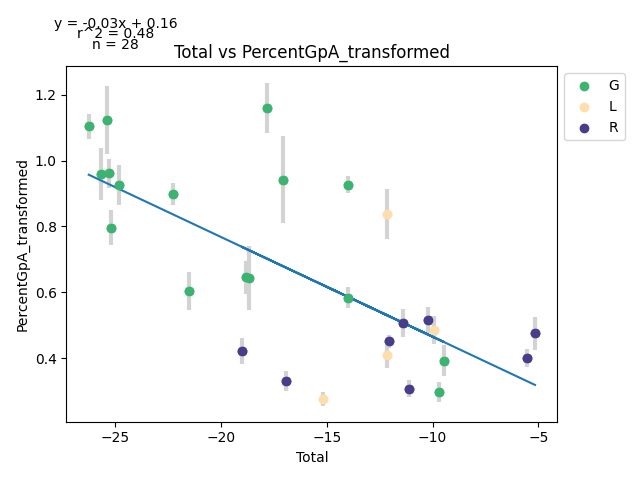 y = -0.03x + 0.16
r^2 = 0.48
n = 28
Total vs PercentGpA_transformed
G
L
R
PercentGpA_transformed
1.2
1.0
0.8
0.6
0.4
−25
−20
−15
−10
−5
Total